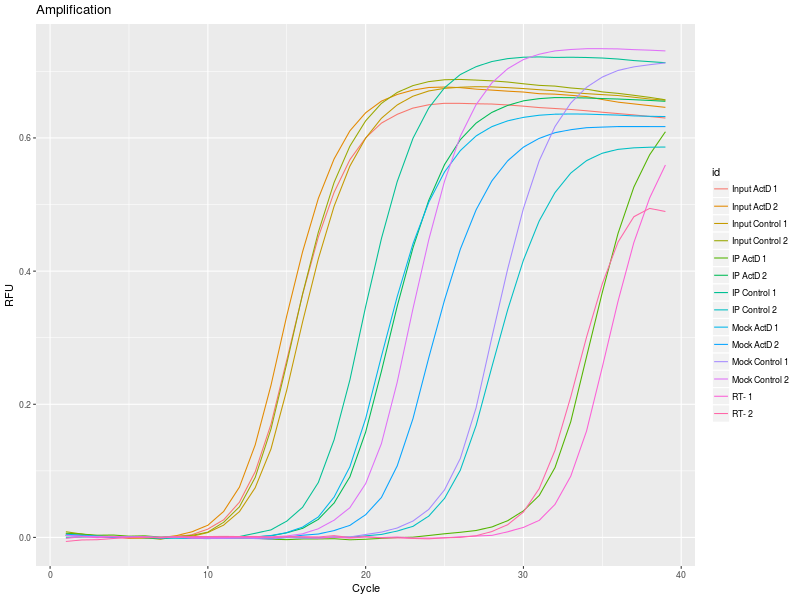 Amplification
0.6
0.4
0.2
0.0
0
10
20
30
40
Cycle
RFU
id
Input ActD 1
Input ActD 2
Input Control 1
Input Control 2
IP ActD 1
IP ActD 2
IP Control 1
IP Control 2
Mock ActD 1
Mock ActD 2
Mock Control 1
Mock Control 2
RT- 1
RT- 2